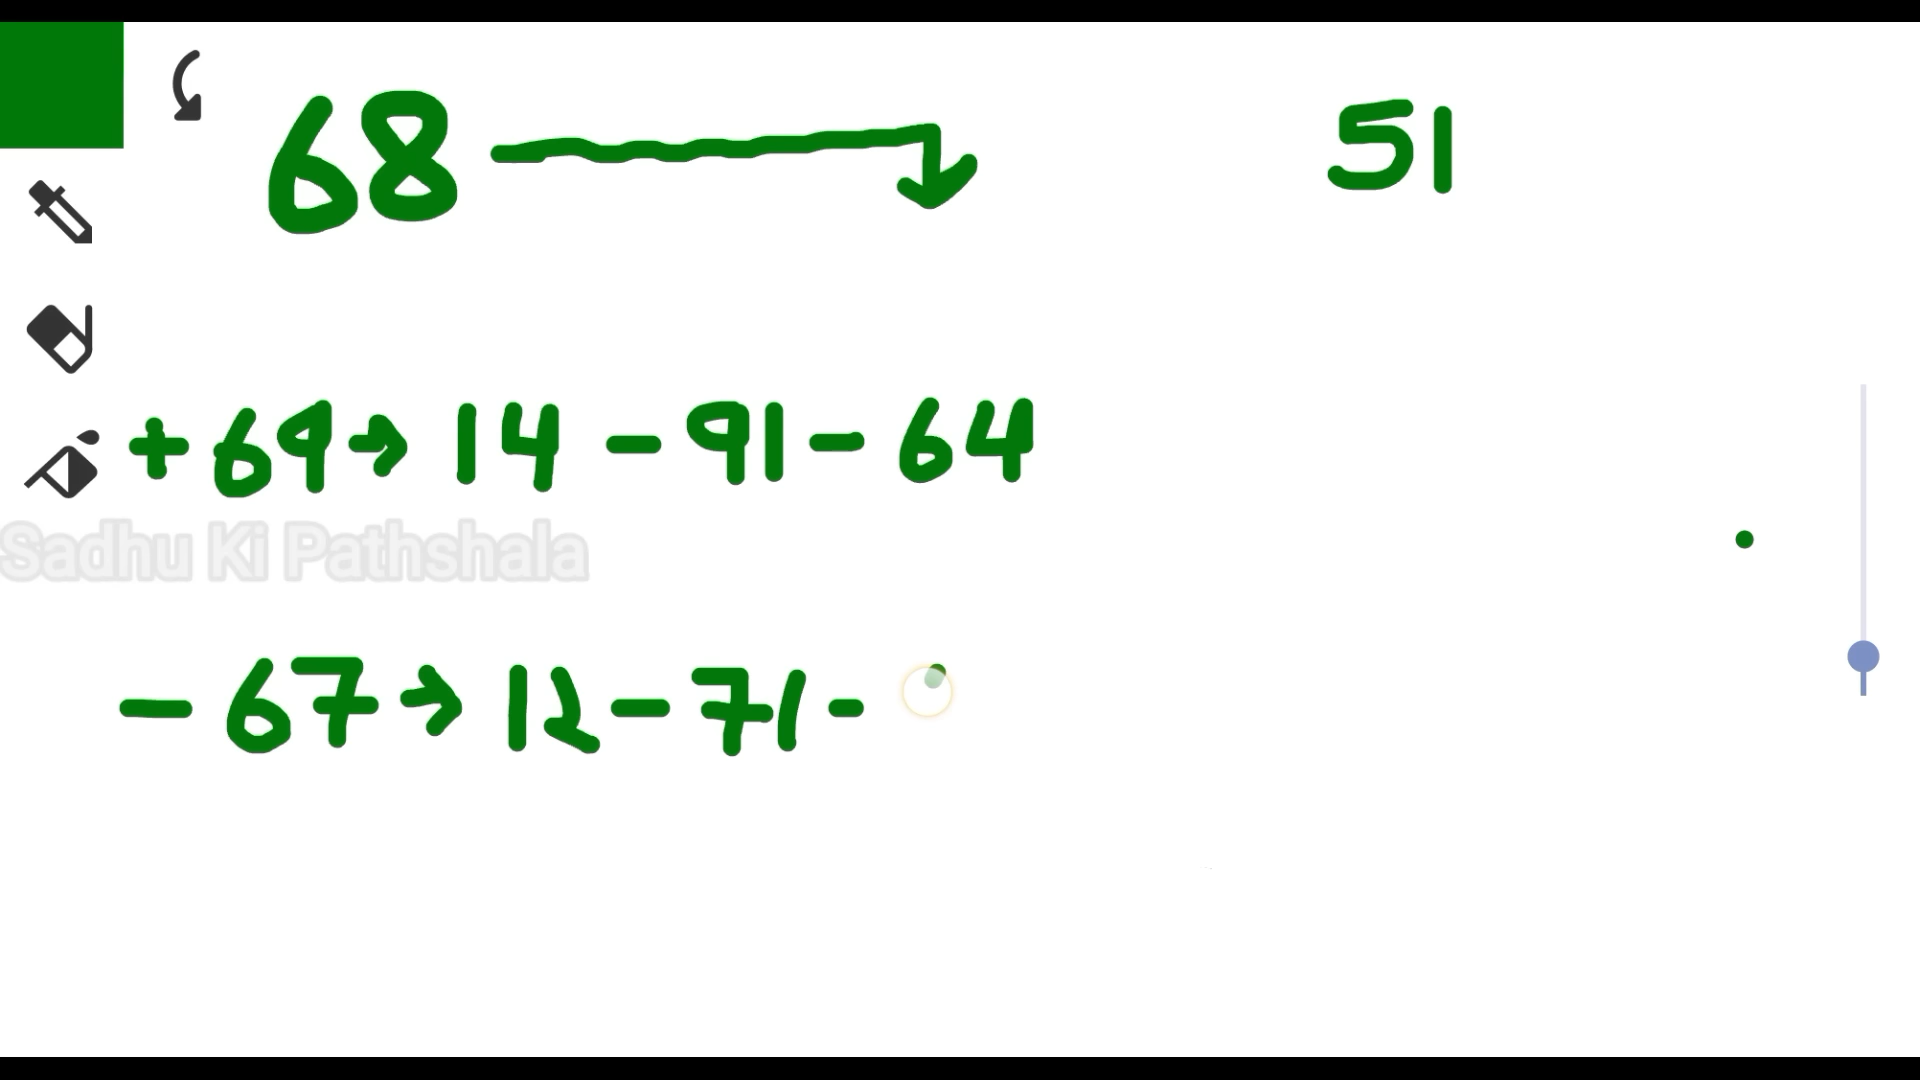 68 → 51
+ 69 → 14 - 91 - 64
Sadhu Ki Pathshala
- 67 → 12 - 71 -